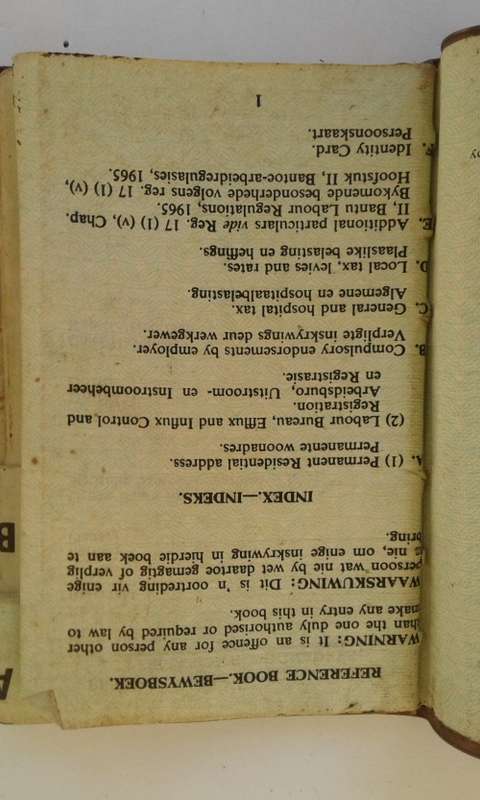 REFERENCE BOOK.—BEWYSBOEK.
WARNING: It is an offence for any person other
than the one duly authorised or required by law to
make any entry in this book.
WAARSKUWING: Dit is 'n oortreding vir enige
persoon wat nie by wet daartoe gemagtig of verplig
is nie, om enige inskrywing in hierdie boek aan te
bring.
INDEX.—INDEKS.
A. (1) Permanent Residential address.
Permanente woonadres.
(2) Labour Bureau, Efflux and Influx Control and
Registration.
Arbeidsburo, Uitstroom- en Instroombeheer
en Registrasie.
B. Compulsory endorsements by employer.
Verpligte inskrywings deur werkgewer.
C. General and hospital tax.
Algemene en hospitaalbelasting.
D. Local tax, levies and rates.
Plaaslike belasting en heffings.
E. Additional particulars vide Reg. 17 (1) (v), Chap.
II, Bantu Labour Regulations, 1965.
Bykomende besonderhede volgens reg. 17 (1) (v),
Hoofstuk II, Bantoe-arbeidregulasies, 1965.
F. Identity Card.
Persoonskaart.
1
A
B